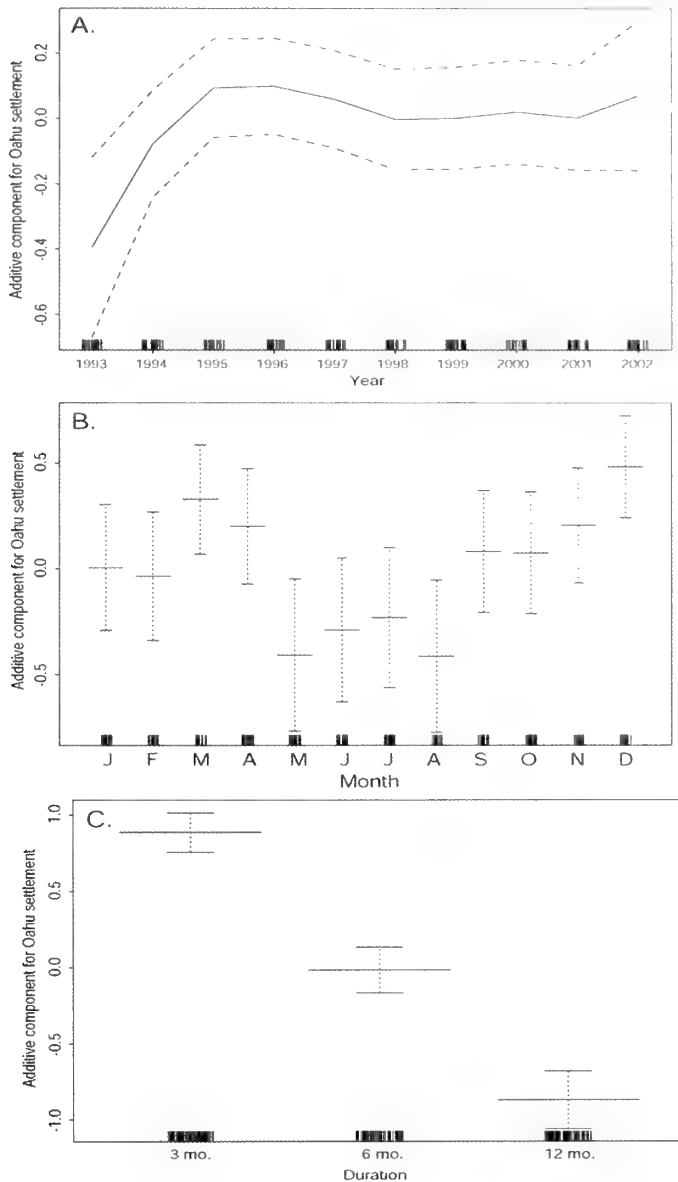 A.
Additive component for Oahu settlement
0.2
0.0
-0.2
-0.4
-0.6
1993 1994 1995 1996 1997 1998 1999 2000 2001 2002
Year
B.
Additive component for Oahu settlement
0.5
0.0
-0.5
J F M A M J J A S O N D
Month
C.
Additive component for Oahu settlement
1.0
0.5
0.0
-0.5
-1.0
3 mo. 6 mo. 12 mo.
Duration